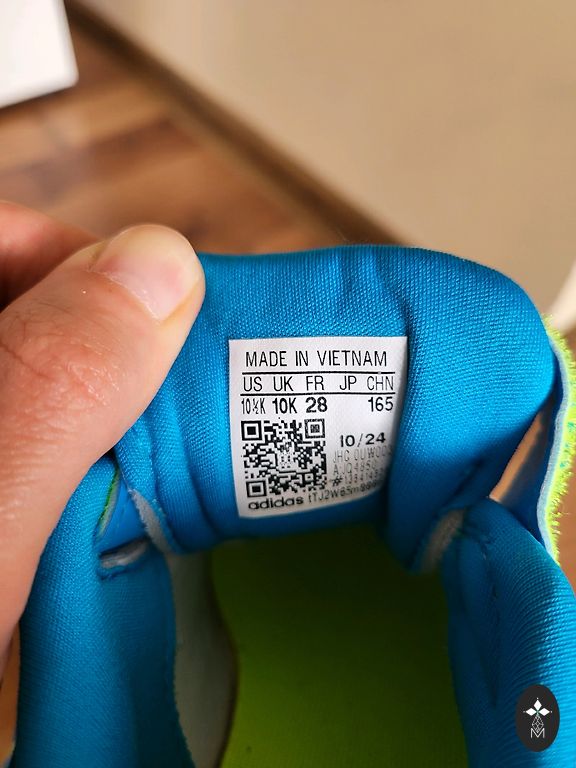 MADE IN VIETNAM
US UK FR JP CHN
10½K 10K 28 165
10/24
adidas